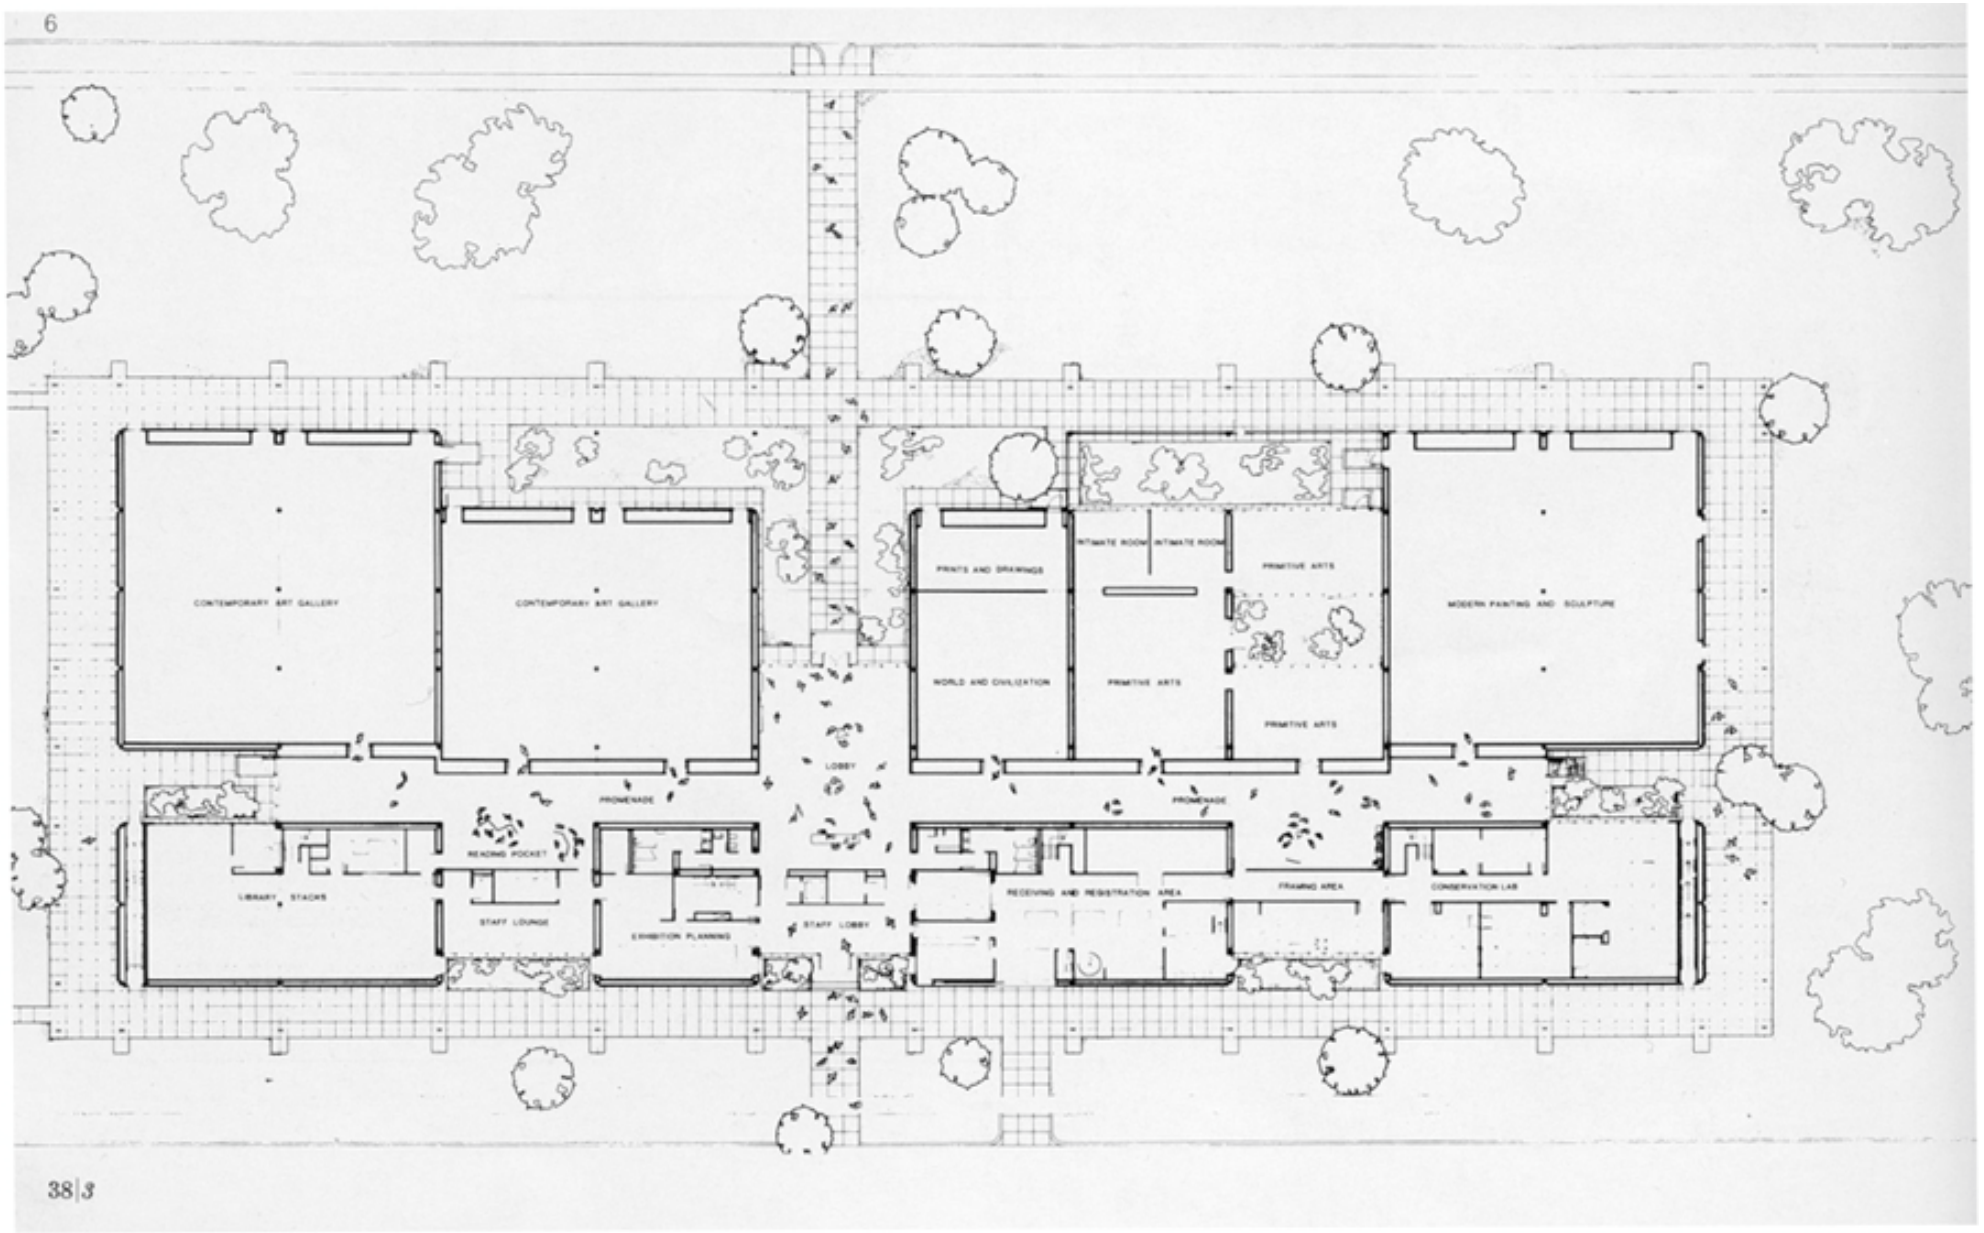 6
INTIMATE ROOM
INTIMATE ROOM
PRINTS AND DRAWINGS
PRIMITIVE ARTS
CONTEMPORARY ART GALLERY
CONTEMPORARY ART GALLERY
MODERN PAINTING AND SCULPTURE
WORLD AND CIVILIZATION
PRIMITIVE ARTS
PRIMITIVE ARTS
LOBBY
PROMENADE
PROMENADE
READING POCKET
LIBRARY STACKS
RECEIVING AND REGISTRATION AREA
FRAMING AREA
CONSERVATION LAB
STAFF LOUNGE
EXHIBITION PLANNING
STAFF LOBBY
38|3